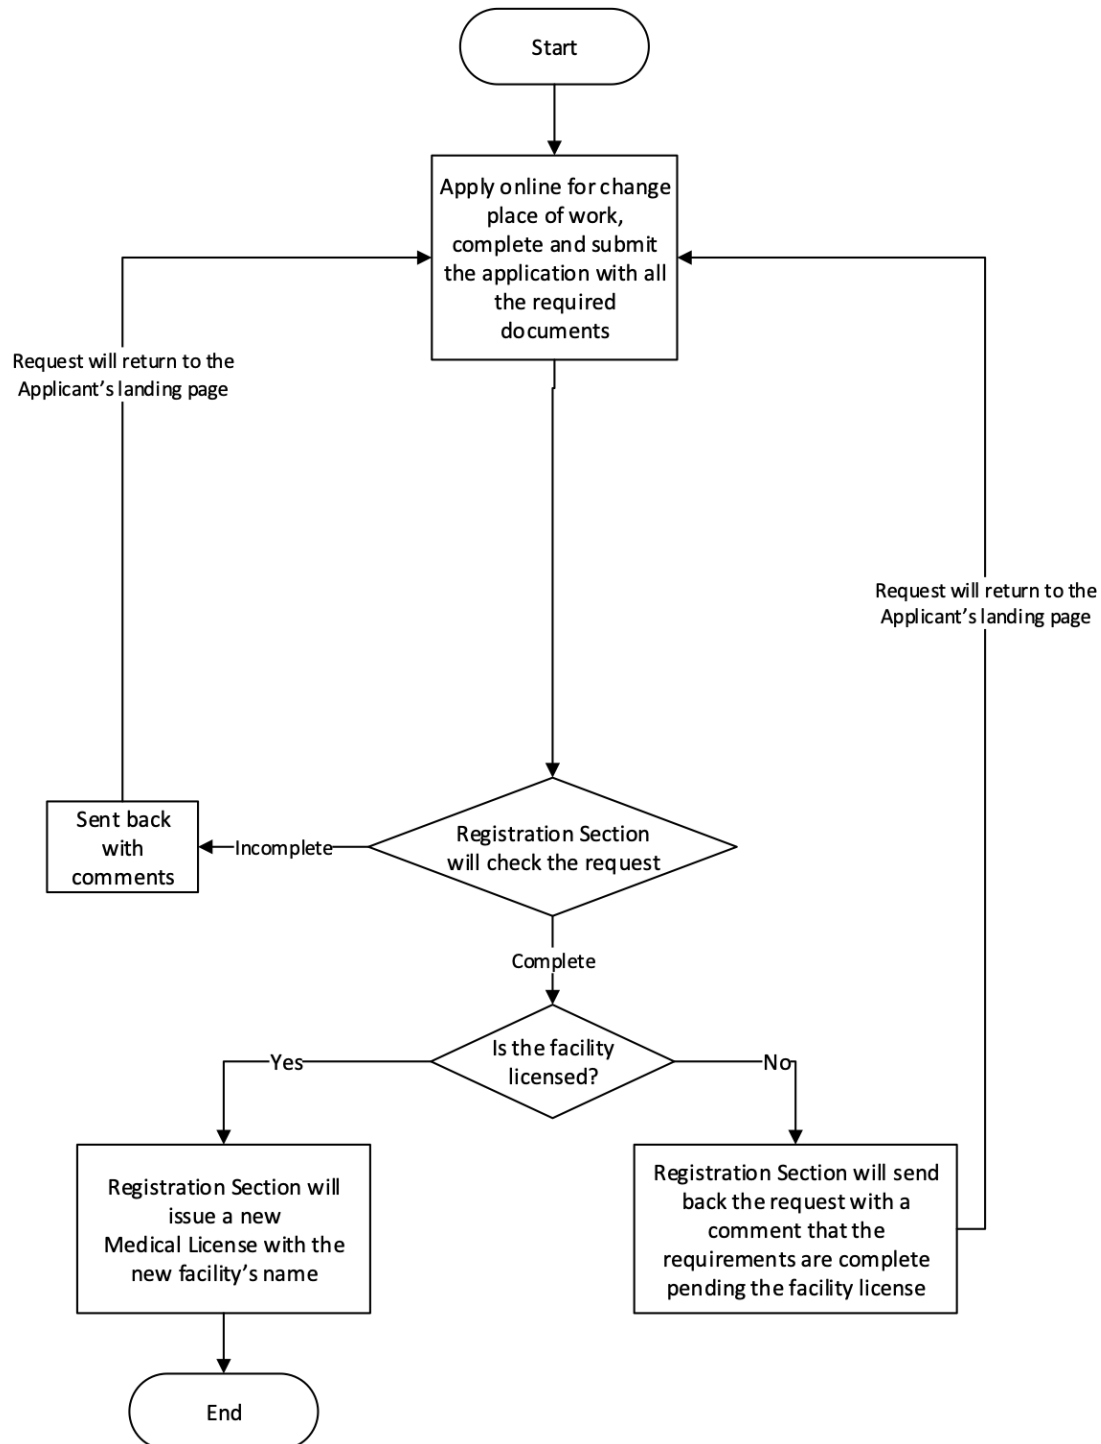 Start
Apply online for change
place of work,
complete and submit
the application with all
the required
documents
Request will return to the
Applicant’s landing page
Request will return to the
Applicant’s landing page
Sent back
with
comments
Incomplete
Registration Section
will check the request
Complete
Is the facility
licensed?
Yes
No
Registration Section will
issue a new
Medical License with the
new facility’s name
Registration Section will send
back the request with a
comment that the
requirements are complete
pending the facility license
End